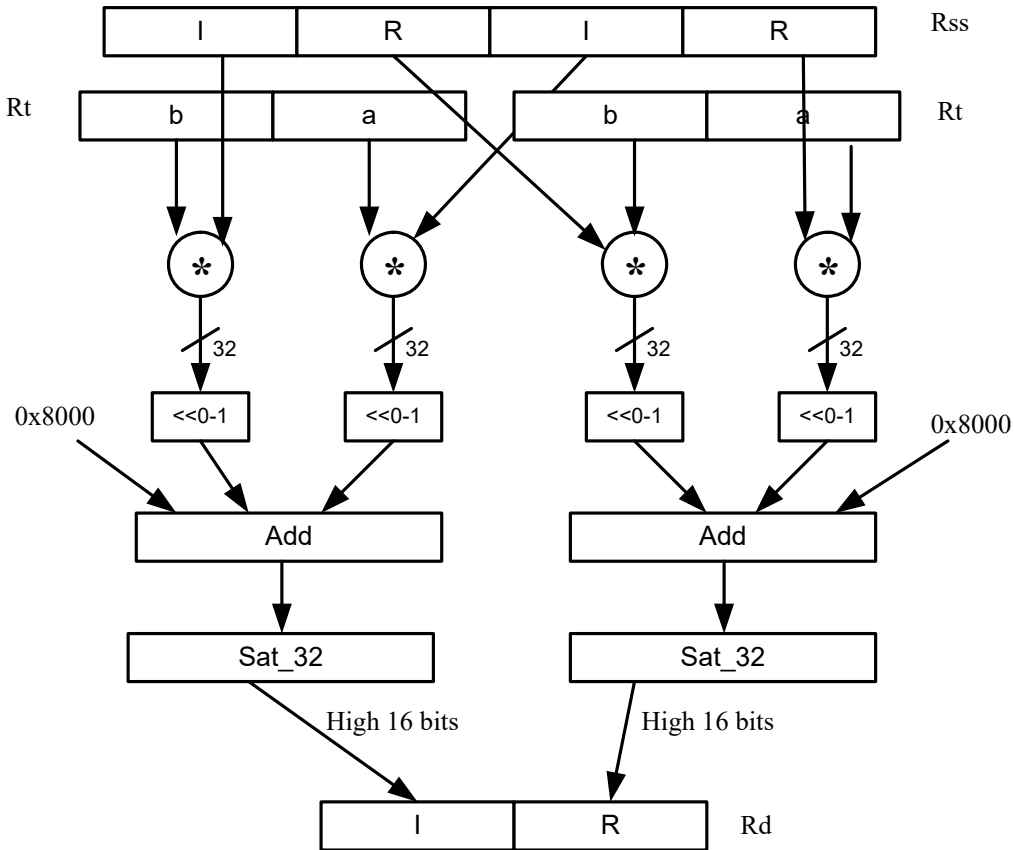 I R I R Rss
Rt b a b a Rt
* * * *
32 32 32 32
0x8000 <<0-1 <<0-1 <<0-1 <<0-1 0x8000
Add Add
Sat_32 Sat_32
High 16 bits High 16 bits
I R Rd